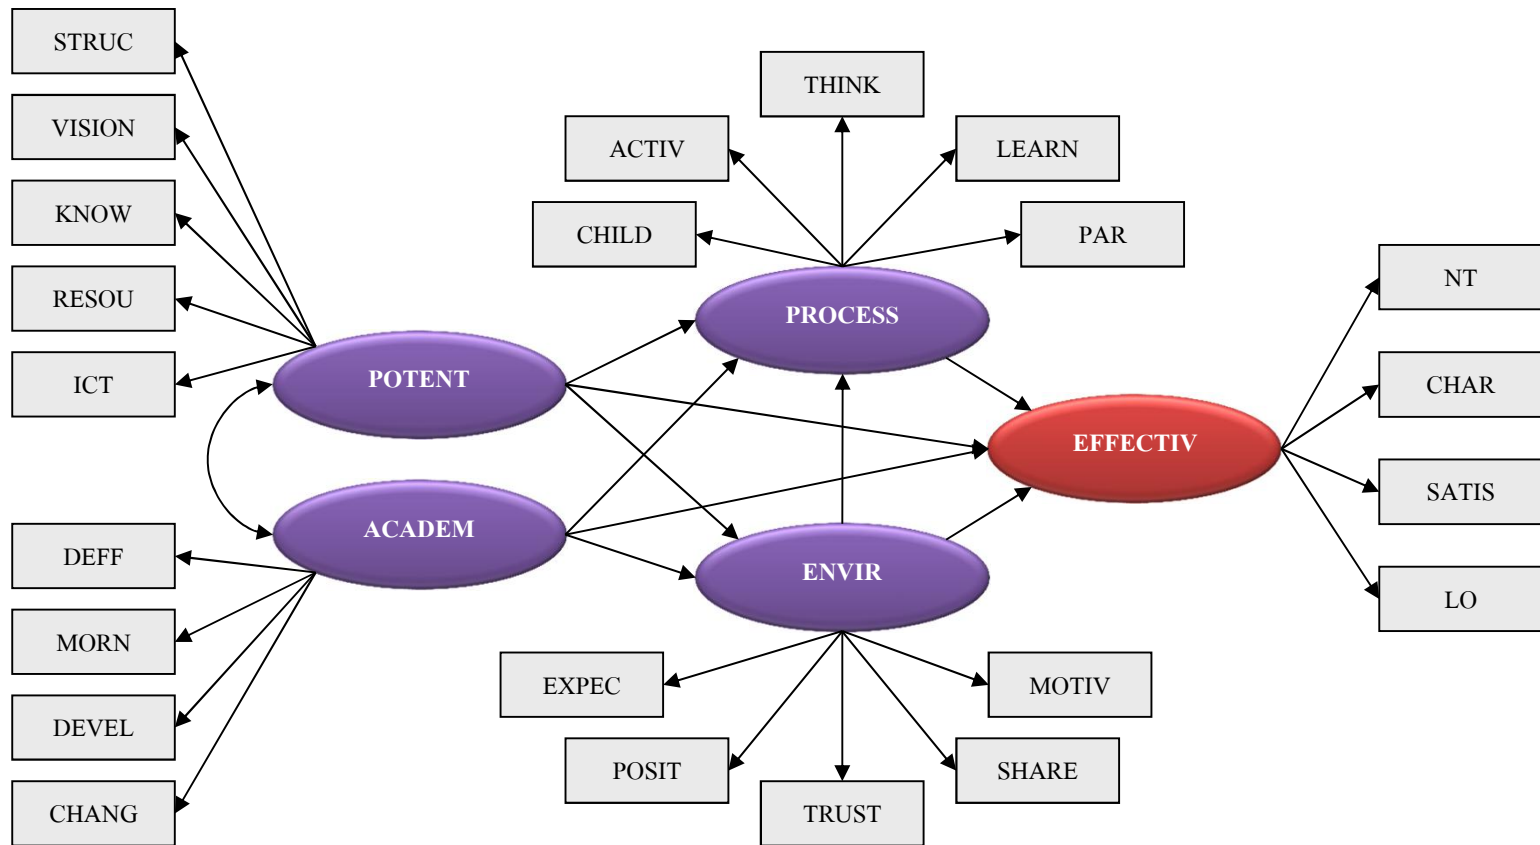 STRUC
VISION
KNOW
RESOU
ICT
THINK
ACTIV
LEARN
CHILD
PAR
PROCESS
POTENT
ACADEM
ENVIR
EFFECTIV
NT
CHAR
SATIS
LO
DEFF
MORN
DEVEL
CHANG
EXPEC
MOTIV
POSIT
SHARE
TRUST